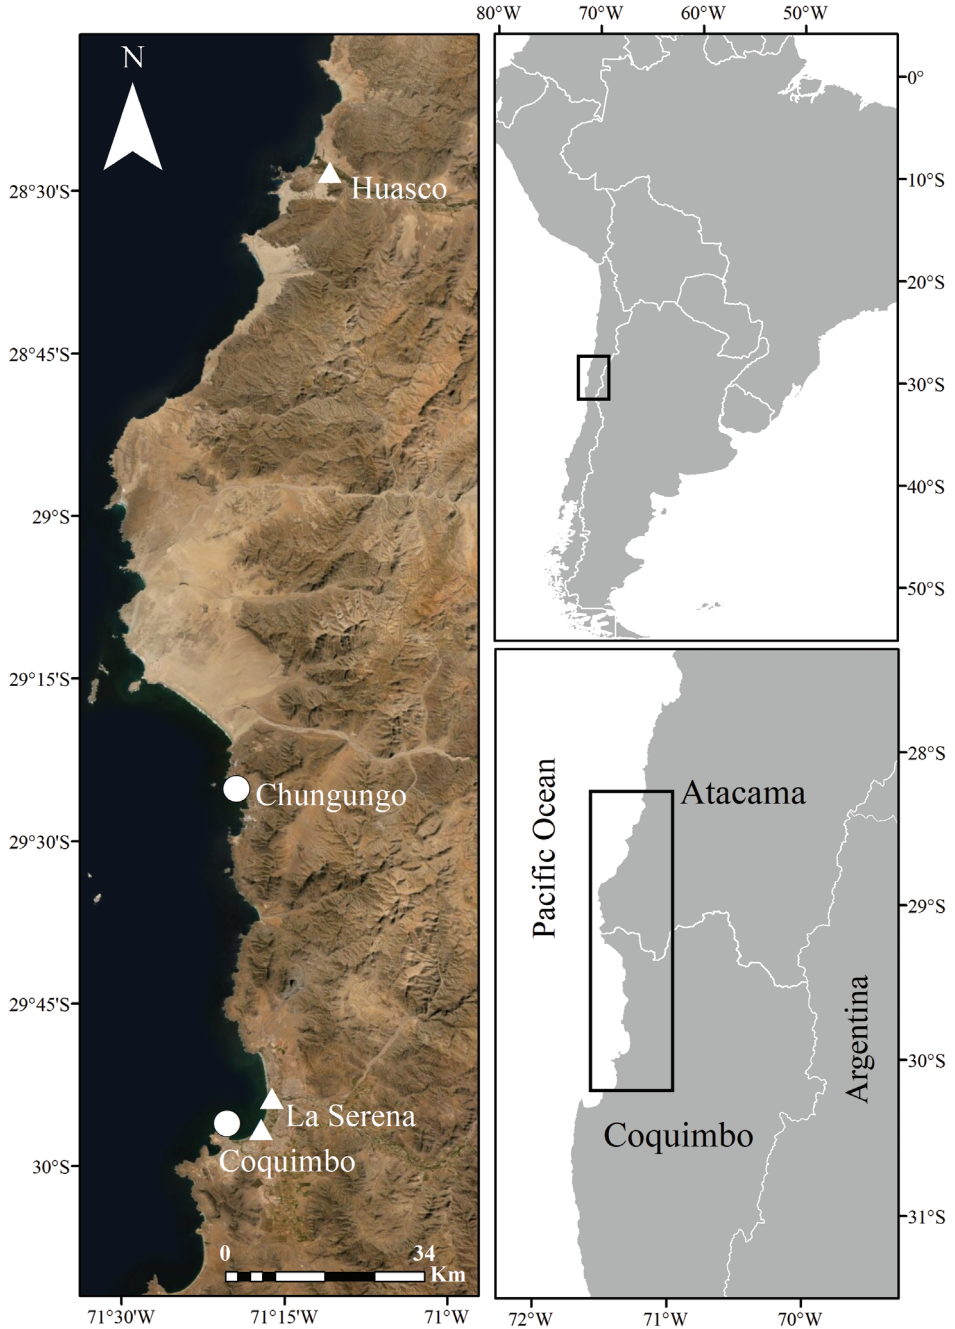 N
Huasco
Chungungo
La Serena
Coquimbo
0 34
Km
28°30'S
28°45'S
29°S
29°15'S
29°30'S
29°45'S
30°S
71°30'W 71°15'W 71°W
80°W 70°W 60°W 50°W
0°
10°S
20°S
30°S
40°S
50°S
Pacific Ocean
Atacama
Argentina
Coquimbo
28°S
29°S
30°S
31°S
72°W 71°W 70°W